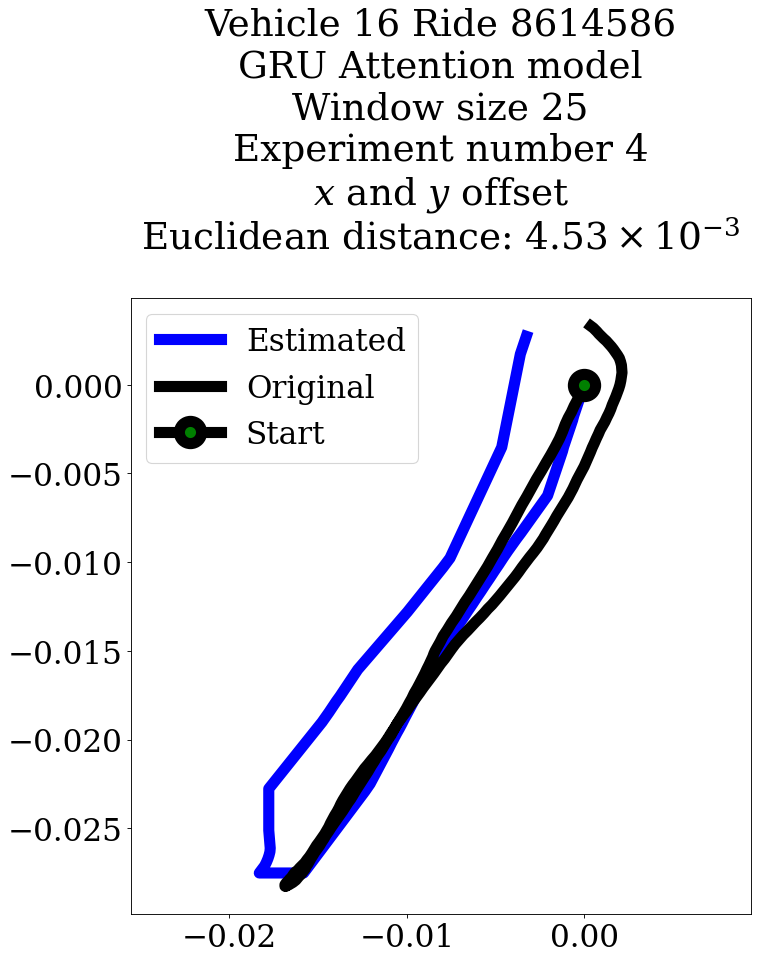 Vehicle 16 Ride 8614586
GRU Attention model
Window size 25
Experiment number 4
x and y offset
Euclidean distance: 4.53 × 10⁻³
Estimated
Original
Start
0.000
−0.005
−0.010
−0.015
−0.020
−0.025
−0.02 −0.01 0.00